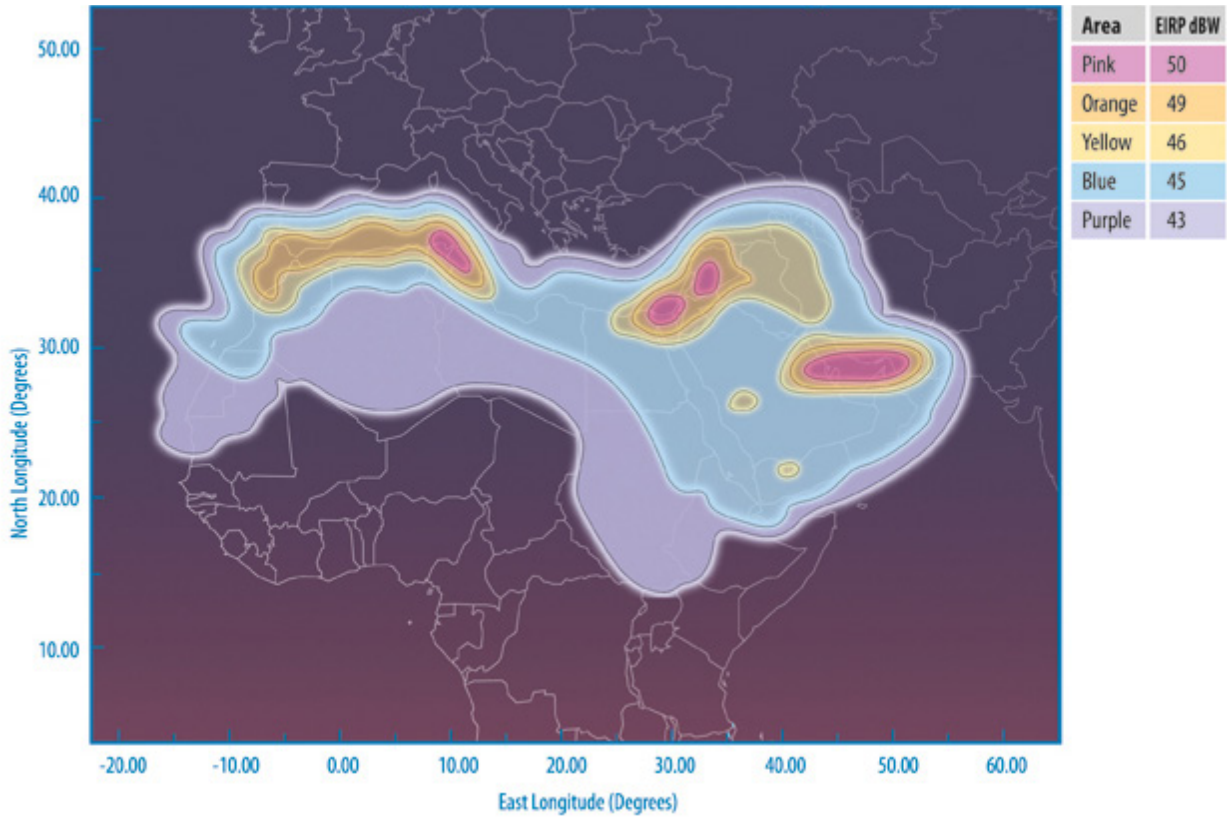 Area EIRP dBW
Pink 50
Orange 49
Yellow 46
Blue 45
Purple 43
50.00
40.00
30.00
20.00
10.00
North Longitude (Degrees)
-20.00 -10.00 0.00 10.00 20.00 30.00 40.00 50.00 60.00
East Longitude (Degrees)